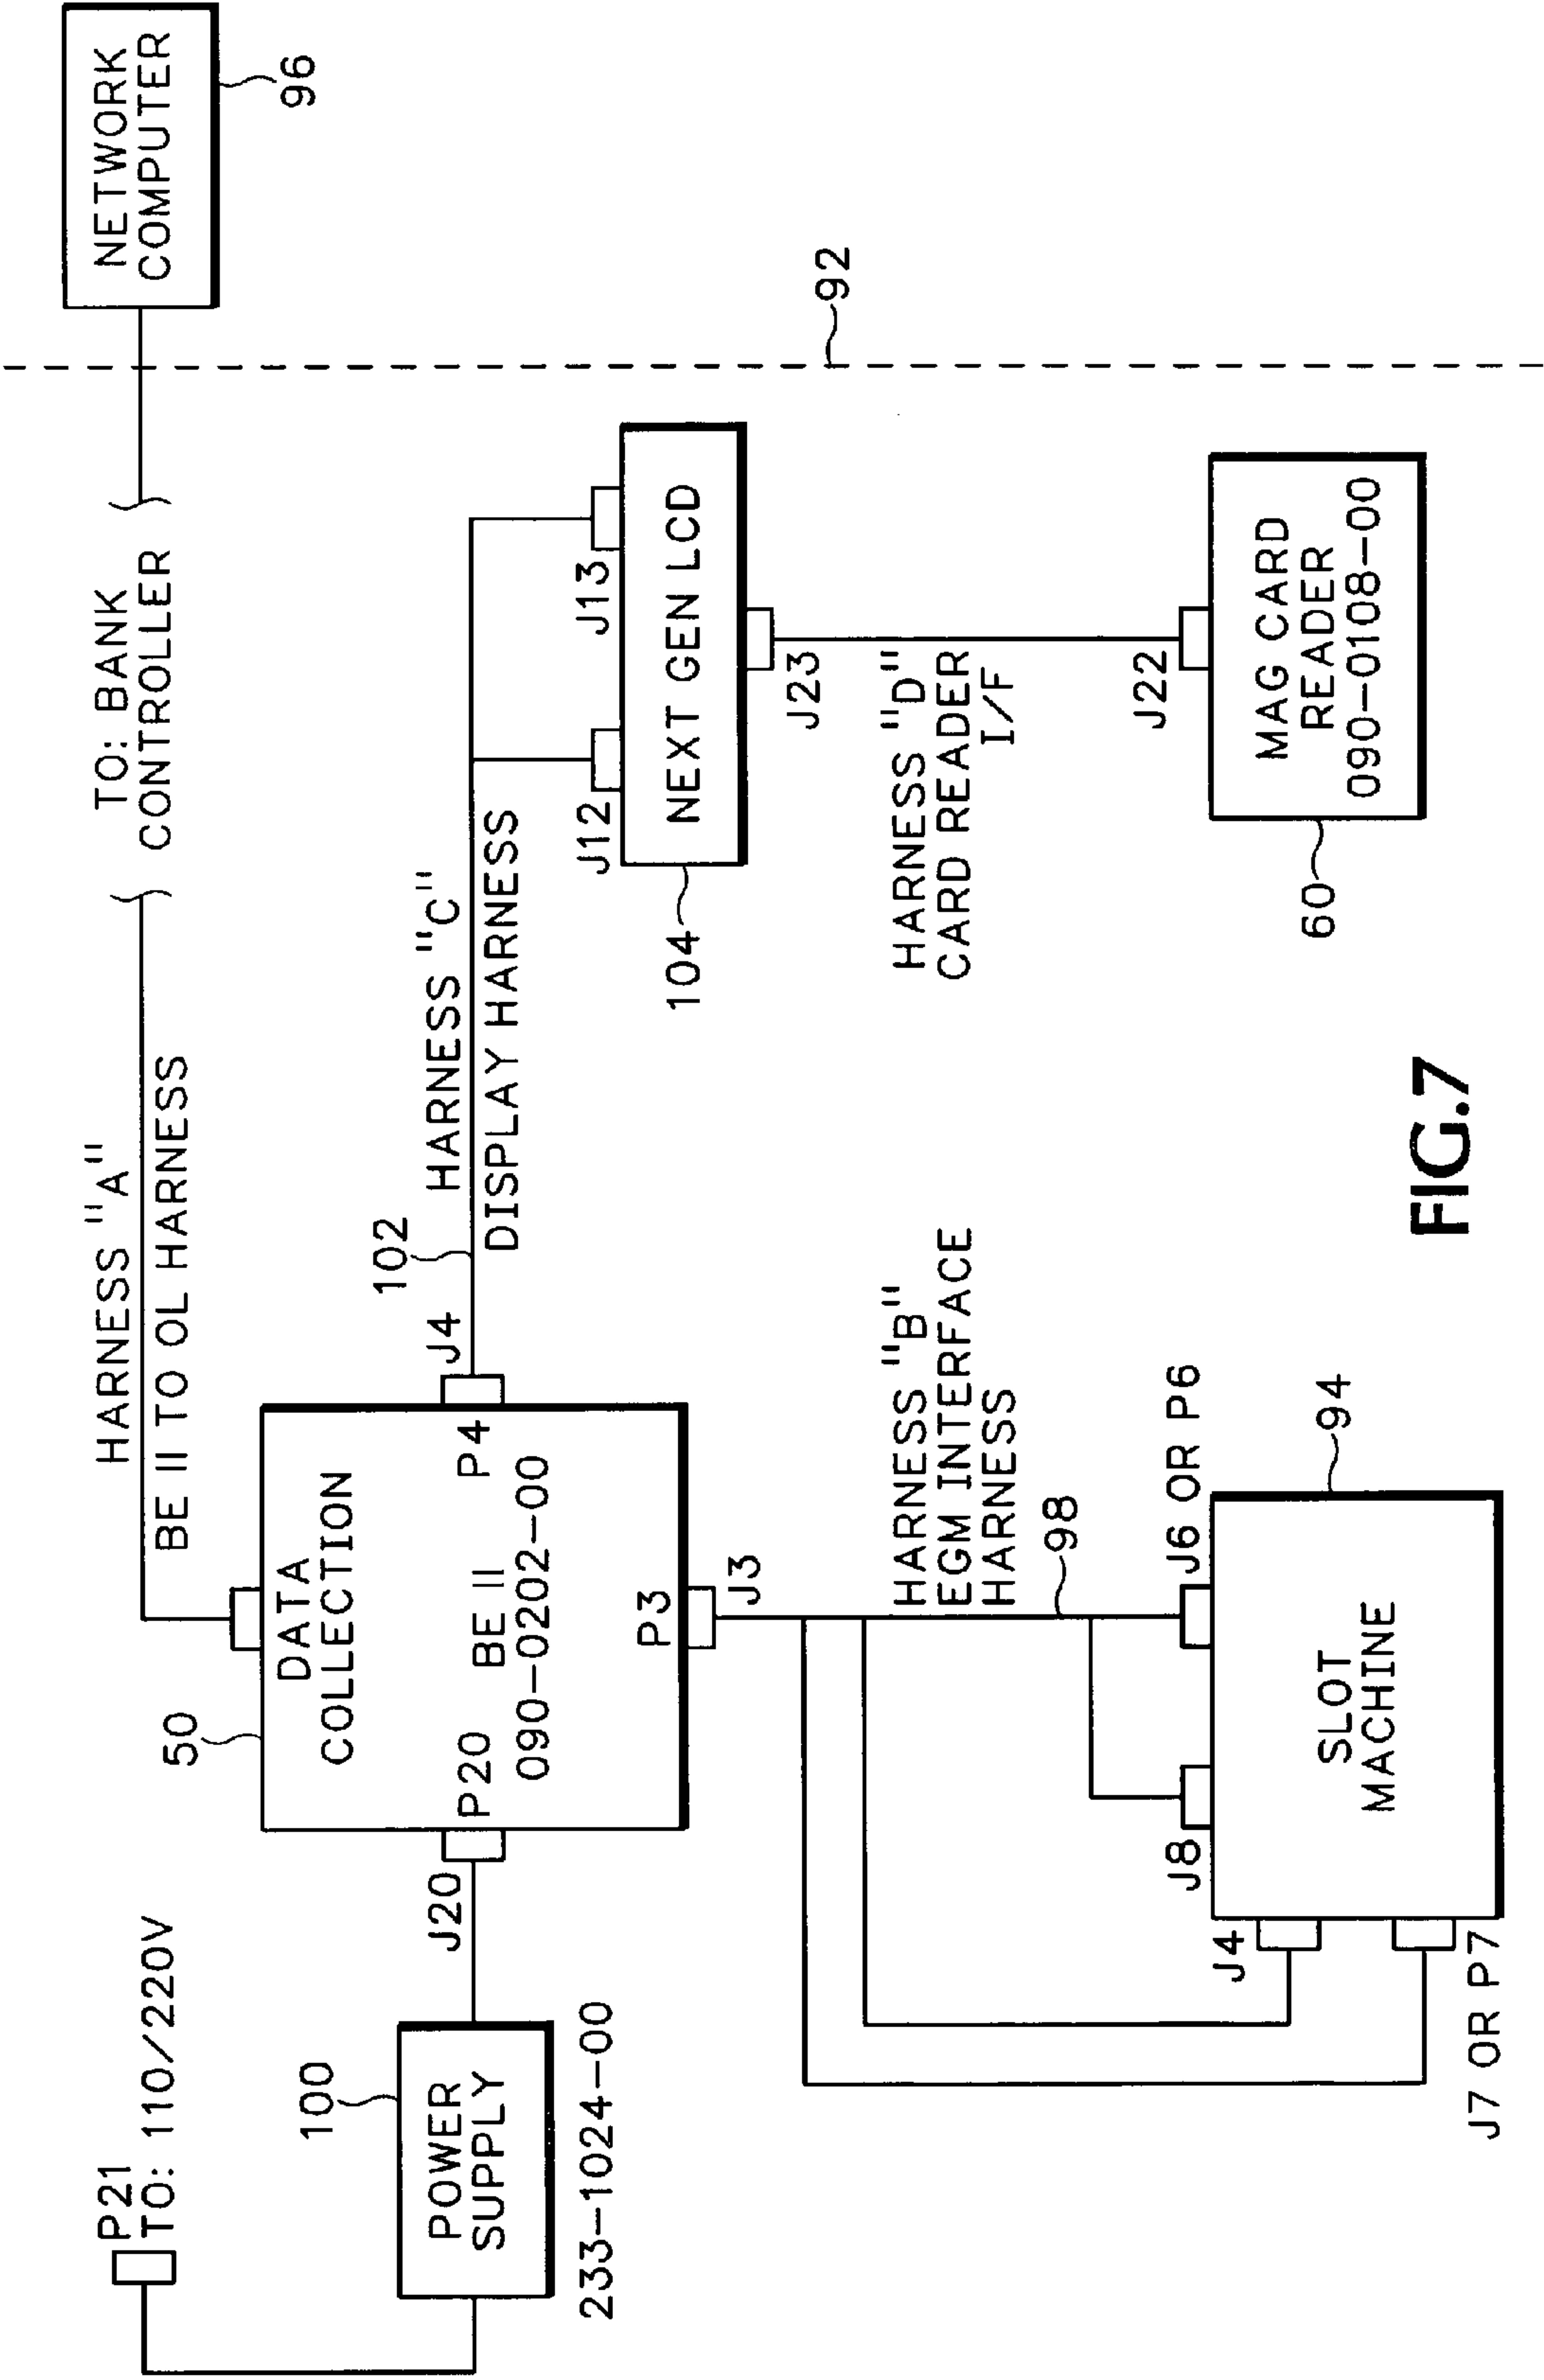 P21
TO: 110/220V
HARNESS "A"
BE II TO OL HARNESS
TO: BANK
CONTROLLER
NETWORK
COMPUTER
96
100
POWER
SUPPLY
233-1024-00
J20
50
DATA
COLLECTION
P20
BE II
P4
090-0202-00
P3
J3
J4
102
HARNESS "C"
DISPLAY HARNESS
J12
J13
NEXT GEN LCD
104
J23
92
HARNESS "B"
EGM INTERFACE
HARNESS
98
HARNESS "D"
CARD READER
I/F
J22
J4
J7 OR P7
J8
J6 OR P6
SLOT
MACHINE
94
MAG CARD
READER
090-0108-00
60
FIG.7